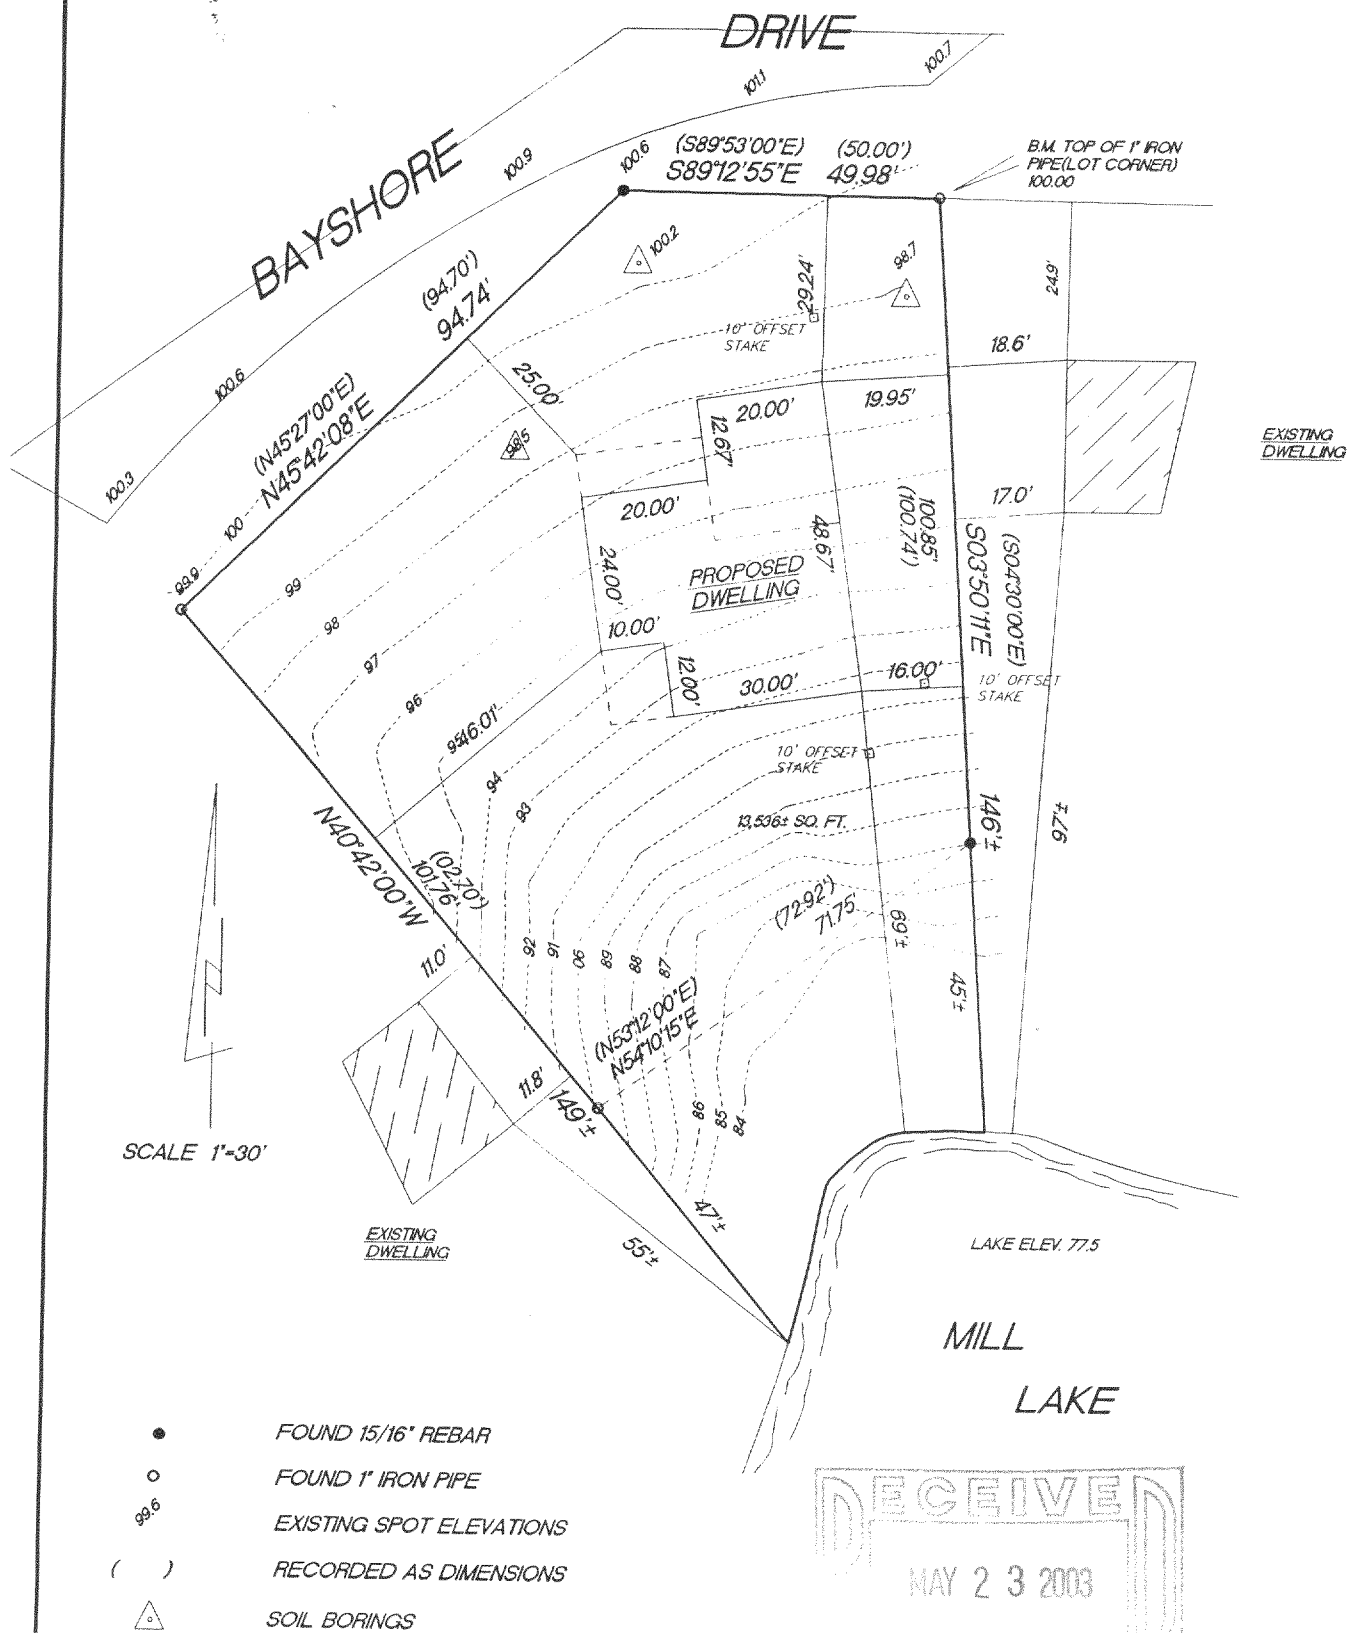 DRIVE
BAYSHORE
100.7
101.1
100.6
100.9
100.6
100.3
(S89°53'00"E) (50.00')
S89°12'55"E 49.98'
B.M. TOP OF 1" IRON
PIPE(LOT CORNER)
100.00
(94.70')
94.74'
(N45°27'00"E)
N45°42'08"E
100.2
98.7
98.5
99.9
29.24'
24.9'
10' OFFSET
STAKE
18.6'
25.00'
20.00'
19.95'
12.67'
EXISTING
DWELLING
17.0'
20.00'
48.67'
100.85'
(100.74')
S03°50'11"E
(S04°30'00"E)
24.00'
PROPOSED
DWELLING
10.00'
12.00'
30.00'
16.00'
10' OFFSET
STAKE
46.01'
10' OFFSET
STAKE
13,536± SQ. FT.
146'±
97'±
100
99
98
97
96
95
94
93
92
91
90
89
88
87
86
85
84
N40°42'00"W
(02.70')
101.76'
(72.92')
71.75'
69'±
45'±
11.0'
(N53°12'00"E)
N54°10'15"E
11.8'
149'±
47'±
55'±
SCALE 1"=30'
EXISTING
DWELLING
LAKE ELEV. 77.5
MILL
LAKE
FOUND 15/16" REBAR
FOUND 1" IRON PIPE
99.6 EXISTING SPOT ELEVATIONS
( ) RECORDED AS DIMENSIONS
SOIL BORINGS
DECEIVED
MAY 2 3 2003